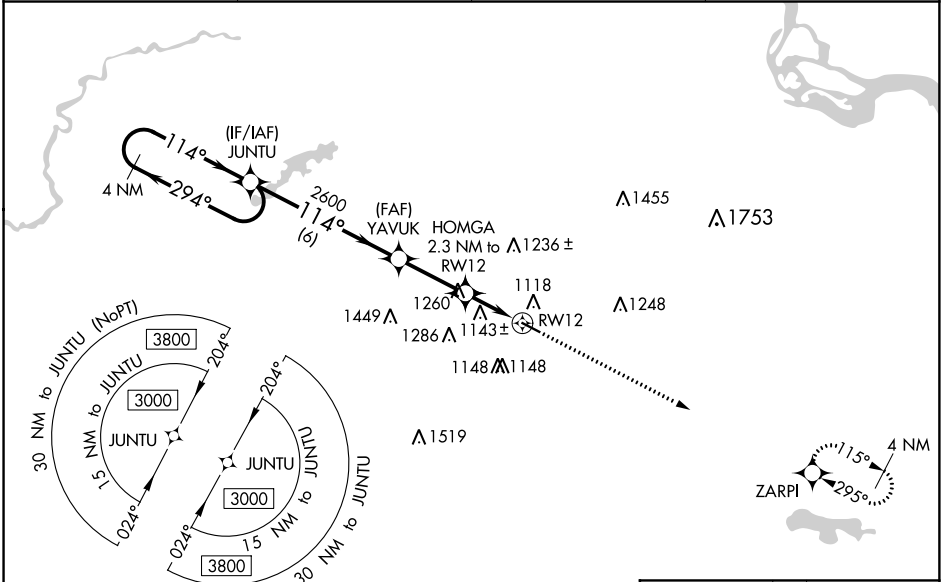 (IF/IAF)
JUNTU
114°
294°
4 NM
2600
114°
(6)
(FAF)
YAVUK
HOMGA
2.3 NM to
RW12
1236 ±
1455
1753
1260
1118
1248
1449
1286
1143 ±
RW12
1148
1148
1519
30 NM to JUNTU (NoPT)
3800
204°
15 NM to JUNTU
3000
JUNTU
024°
204°
JUNTU
3000
15 NM to JUNTU
024°
3800
30 NM to JUNTU
4 NM
115°
295°
ZARPI